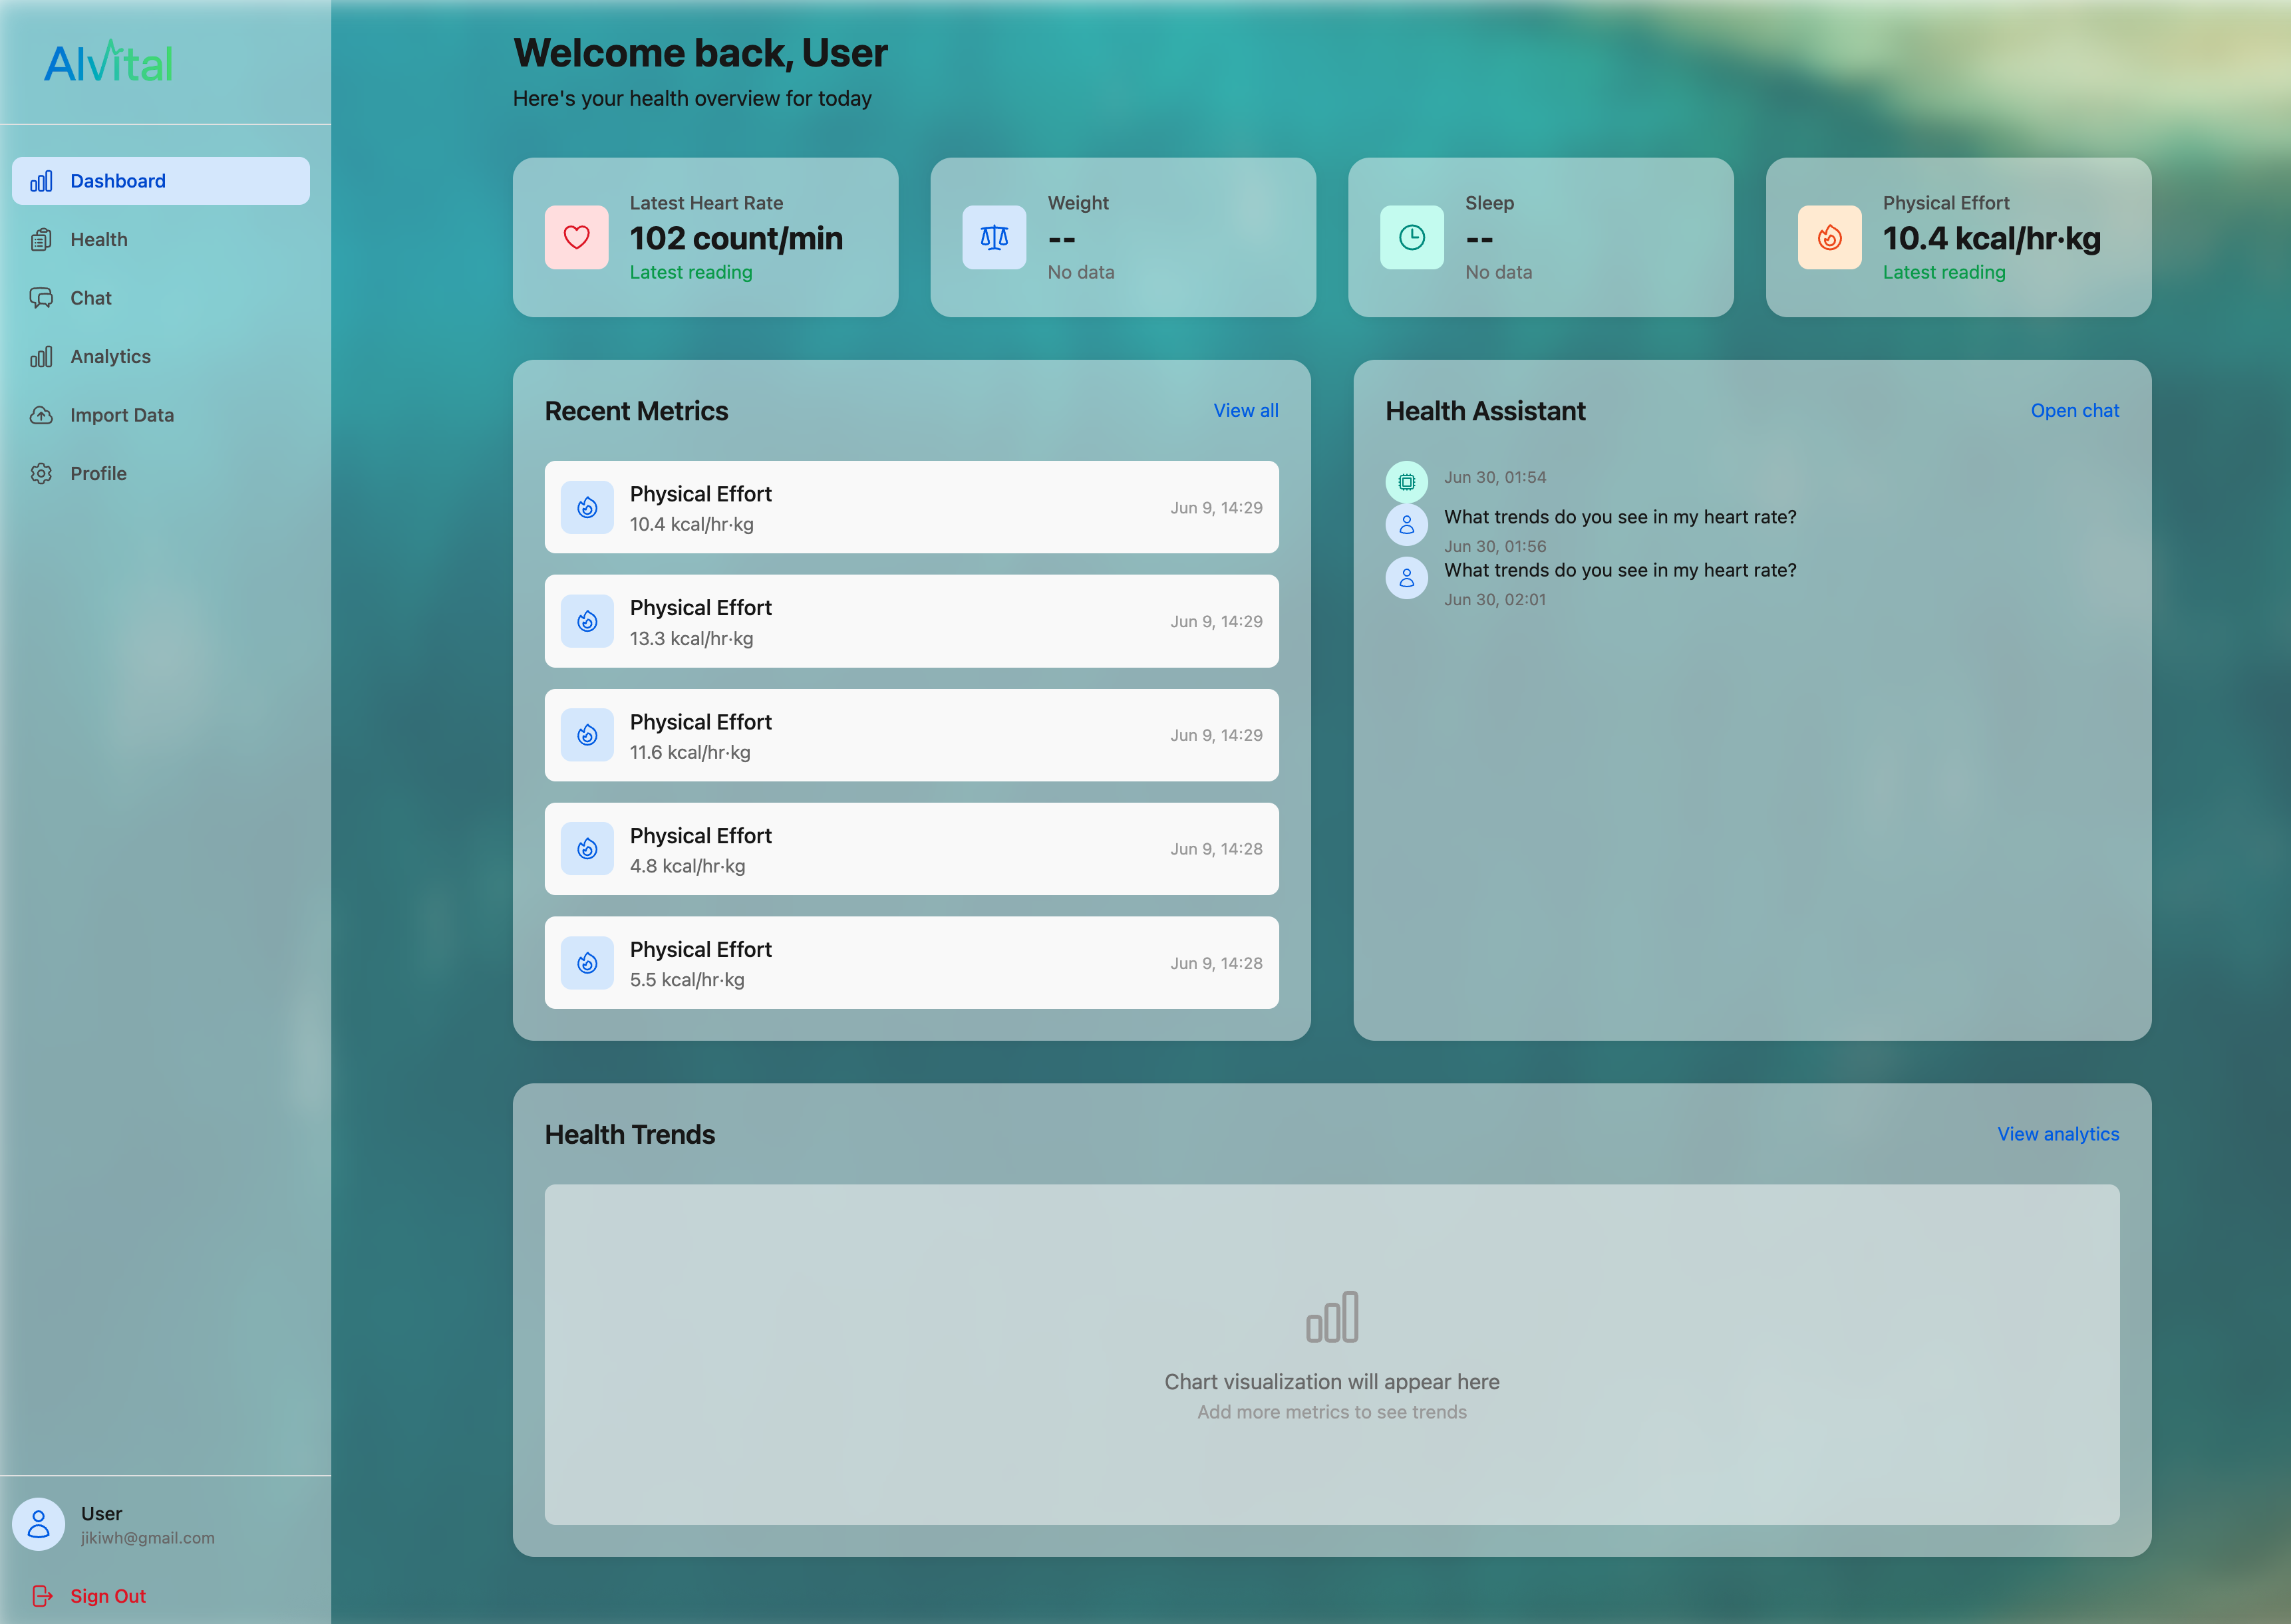 AIVital
Dashboard
Health
Chat
Analytics
Import Data
Profile
User
jikiwh@gmail.com
Sign Out
Welcome back, User
Here's your health overview for today
Latest Heart Rate
102 count/min
Latest reading
Weight
--
No data
Sleep
--
No data
Physical Effort
10.4 kcal/hr·kg
Latest reading
Recent Metrics
View all
Physical Effort
10.4 kcal/hr·kg
Jun 9, 14:29
Physical Effort
13.3 kcal/hr·kg
Jun 9, 14:29
Physical Effort
11.6 kcal/hr·kg
Jun 9, 14:29
Physical Effort
4.8 kcal/hr·kg
Jun 9, 14:28
Physical Effort
5.5 kcal/hr·kg
Jun 9, 14:28
Health Assistant
Open chat
Jun 30, 01:54
What trends do you see in my heart rate?
Jun 30, 01:56
What trends do you see in my heart rate?
Jun 30, 02:01
Health Trends
View analytics
Chart visualization will appear here
Add more metrics to see trends